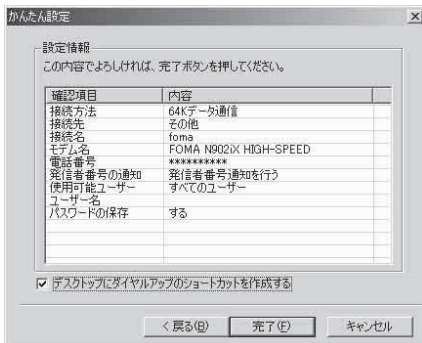 かんたん設定
設定情報
この内容でよろしければ、完了ボタンを押してください。
確認項目 内容
接続方法 64Kデータ通信
接続先 その他
接続名 foma
モデム名 FOMA N902iX HIGH-SPEED
電話番号 **********
発信者番号の通知 発信者番号通知を行う
使用可能ユーザー すべてのユーザー
ユーザー名
パスワードの保存 する
デスクトップにダイヤルアップのショートカットを作成する
< 戻る(B) 完了(F) キャンセル